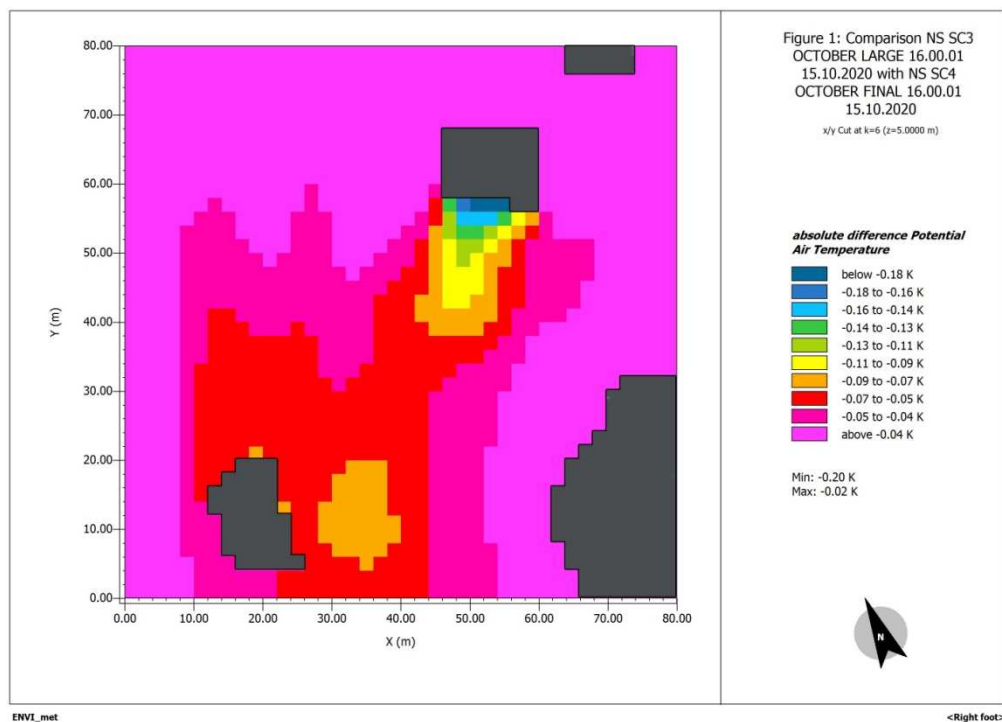 Figure 1: Comparison NS SC3
OCTOBER LARGE 16.00.01
15.10.2020 with NS SC4
OCTOBER FINAL 16.00.01
15.10.2020
x/y Cut at k=6 (z=5.0000 m)
absolute difference Potential
Air Temperature
below -0.18 K
-0.18 to -0.16 K
-0.16 to -0.14 K
-0.14 to -0.13 K
-0.13 to -0.11 K
-0.11 to -0.09 K
-0.09 to -0.07 K
-0.07 to -0.05 K
-0.05 to -0.04 K
above -0.04 K
Min: -0.20 K
Max: -0.02 K
N
80.00
70.00
60.00
50.00
40.00
30.00
20.00
10.00
0.00
Y (m)
0.00 10.00 20.00 30.00 40.00 50.00 60.00 70.00 80.00
X (m)
ENVI_met
<Right foot>